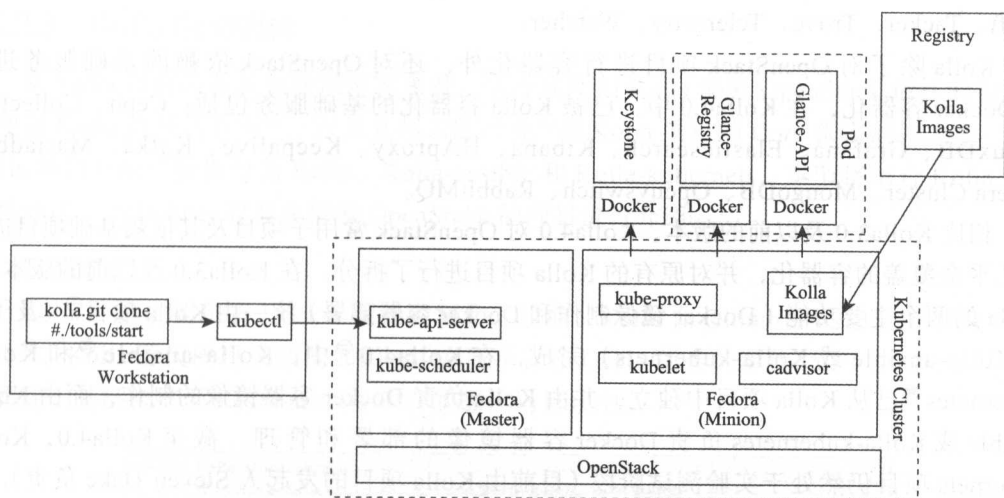 Registry
Kolla
Images
Keystone
Glance-
Registry
Glance-API
Pod
Docker
Docker
Docker
kolla.git clone
#./tools/start
Fedora
Workstation
kubectl
kube-api-server
kube-scheduler
Fedora
(Master)
kube-proxy
kubelet
Kolla
Images
cadvisor
Fedora
(Minion)
OpenStack
Kubernetes Cluster